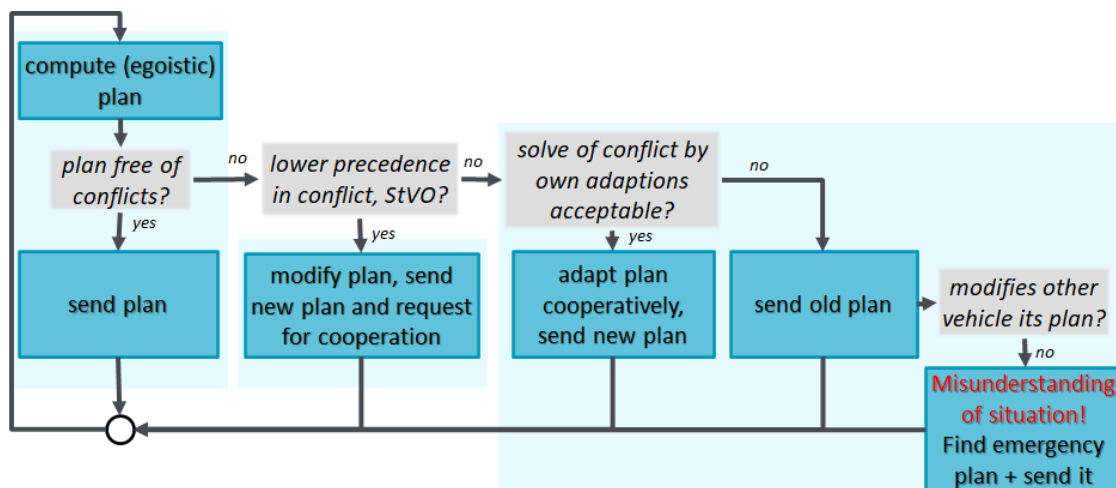 compute (egoistic)
plan
plan free of
conflicts?
no
lower precedence
in conflict, StVO?
no
solve of conflict by
own adaptions
acceptable?
no
yes
yes
yes
send plan
modify plan, send
new plan and request
for cooperation
adapt plan
cooperatively,
send new plan
send old plan
modifies other
vehicle its plan?
no
Misunderstanding
of situation!
Find emergency
plan + send it